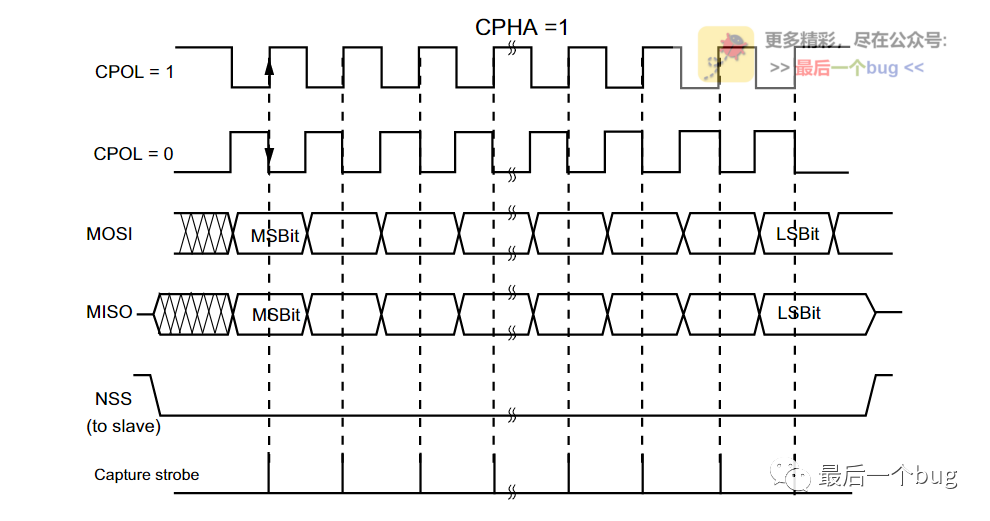 CPHA =1
更多精彩，尽在公众号:
>> 最后一个bug <<
CPOL = 1
CPOL = 0
MOSI
MSBit
LSBit
MISO
MSBit
LSBit
NSS
(to slave)
Capture strobe
最后一个bug